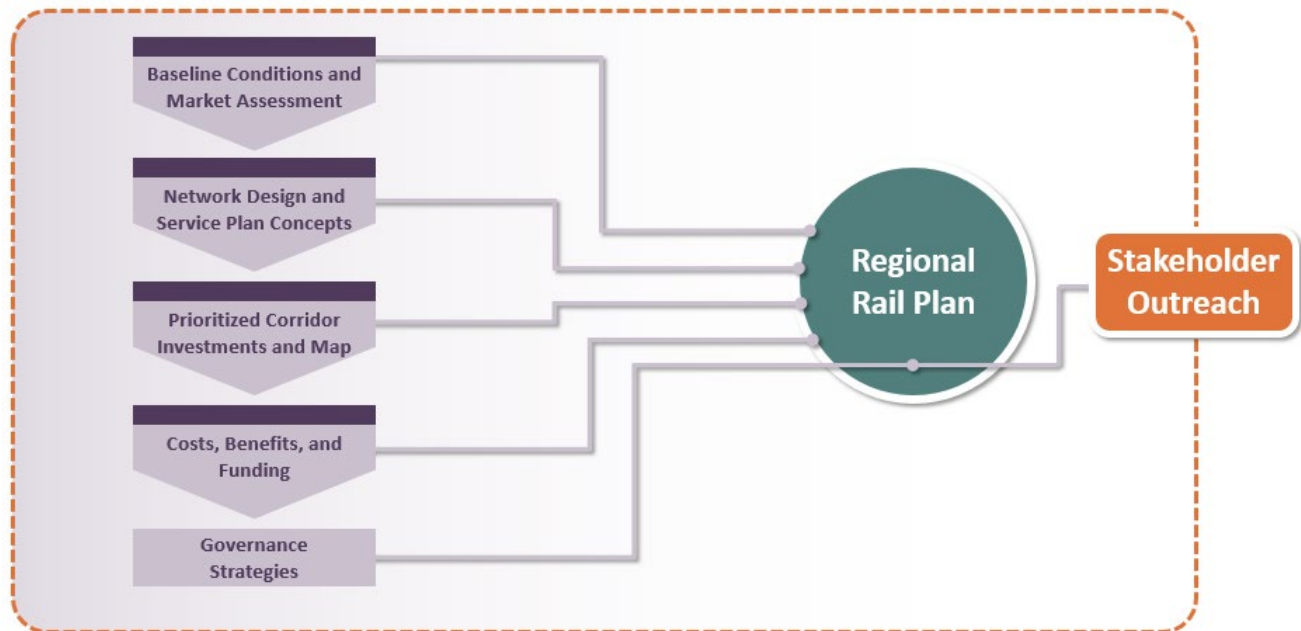 Baseline Conditions and
Market Assessment
Network Design and
Service Plan Concepts
Prioritized Corridor
Investments and Map
Costs, Benefits, and
Funding
Governance
Strategies
Regional
Rail Plan
Stakeholder
Outreach